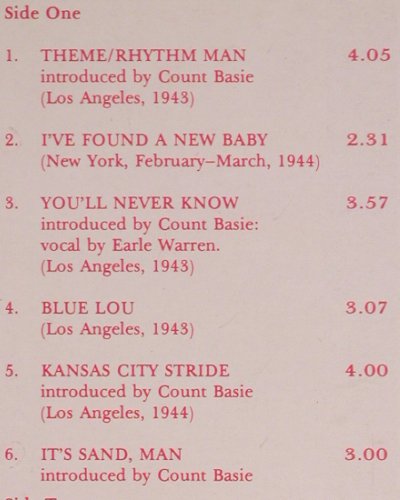 Side One
1. THEME/RHYTHM MAN 4.05
introduced by Count Basie
(Los Angeles, 1943)
2. I'VE FOUND A NEW BABY 2.31
(New York, February–March, 1944)
3. YOU'LL NEVER KNOW 3.57
introduced by Count Basie:
vocal by Earle Warren.
(Los Angeles, 1943)
4. BLUE LOU 3.07
(Los Angeles, 1943)
5. KANSAS CITY STRIDE 4.00
introduced by Count Basie
(Los Angeles, 1944)
6. IT'S SAND, MAN 3.00
introduced by Count Basie